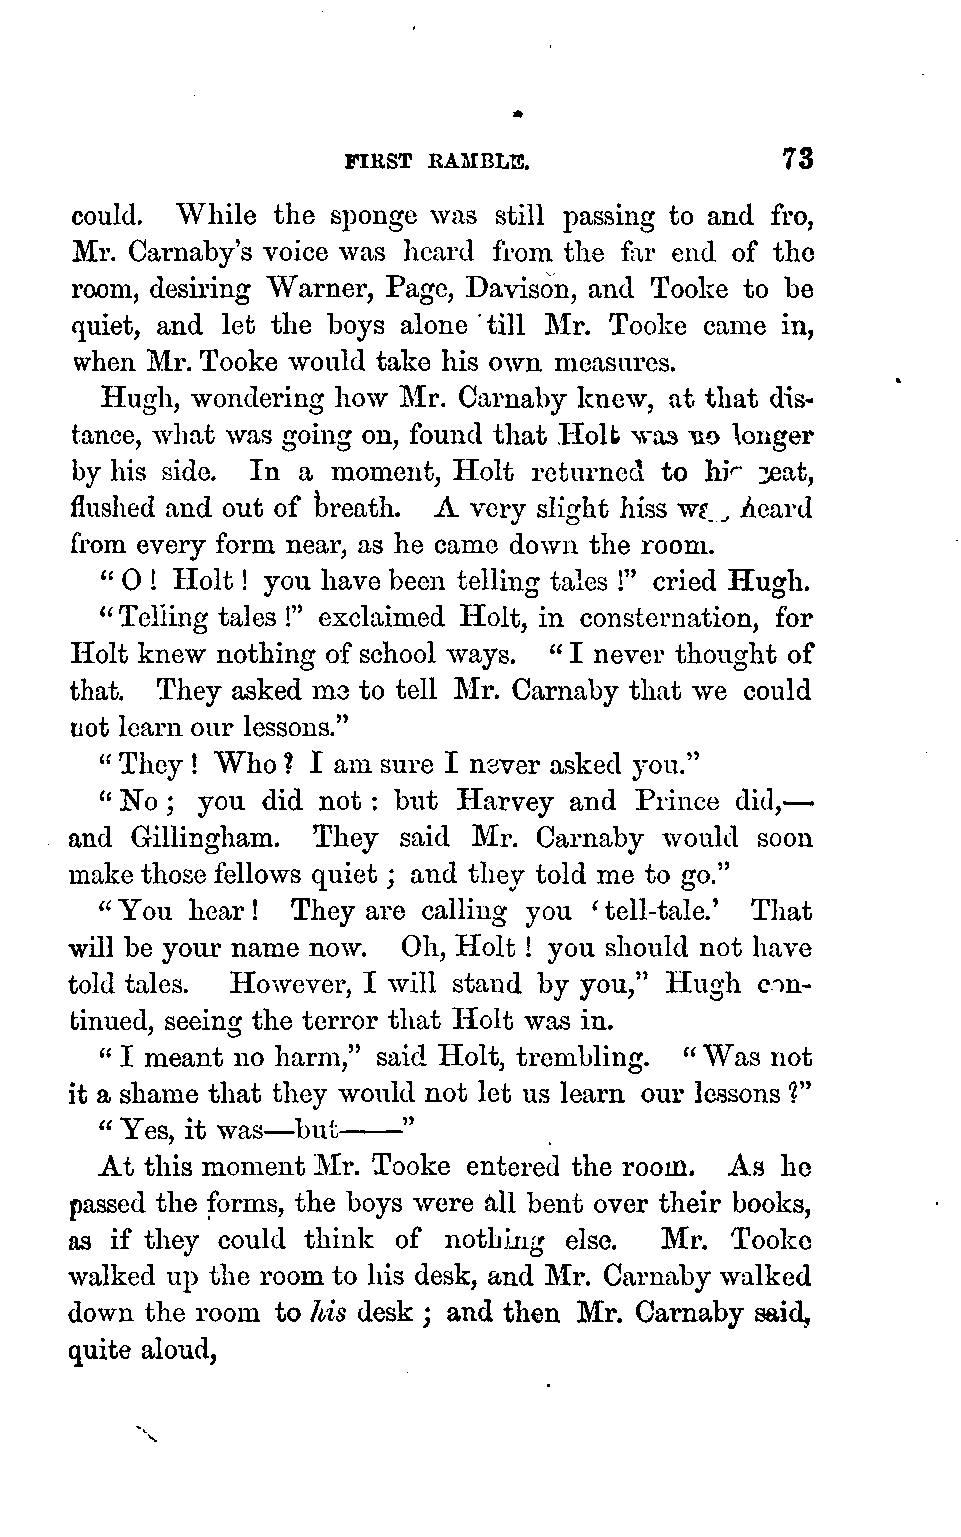 FIRST RAMBLE. 73
could. While the sponge was still passing to and fro,
Mr. Carnaby's voice was heard from the far end of the
room, desiring Warner, Page, Davison, and Tooke to be
quiet, and let the boys alone 'till Mr. Tooke came in,
when Mr. Tooke would take his own measures.
Hugh, wondering how Mr. Carnaby knew, at that dis-
tance, what was going on, found that Holt was no longer
by his side. In a moment, Holt returned to his seat,
flushed and out of breath. A very slight hiss was heard
from every form near, as he came down the room.
"O! Holt! you have been telling tales!" cried Hugh.
"Telling tales!" exclaimed Holt, in consternation, for
Holt knew nothing of school ways. "I never thought of
that. They asked me to tell Mr. Carnaby that we could
not learn our lessons."
"They! Who? I am sure I never asked you."
"No; you did not: but Harvey and Prince did,—
and Gillingham. They said Mr. Carnaby would soon
make those fellows quiet; and they told me to go."
"You hear! They are calling you 'tell-tale.' That
will be your name now. Oh, Holt! you should not have
told tales. However, I will stand by you," Hugh con-
tinued, seeing the terror that Holt was in.
"I meant no harm," said Holt, trembling. "Was not
it a shame that they would not let us learn our lessons?"
"Yes, it was—but——"
At this moment Mr. Tooke entered the room. As he
passed the forms, the boys were all bent over their books,
as if they could think of nothing else. Mr. Tooke
walked up the room to his desk, and Mr. Carnaby walked
down the room to his desk; and then Mr. Carnaby said,
quite aloud,